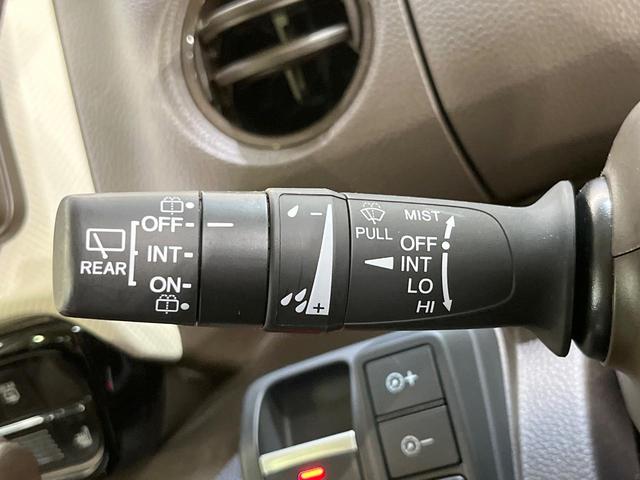 REAR
OFF
INT
ON
- +
PULL
MIST
OFF
INT
LO
HI
+
−